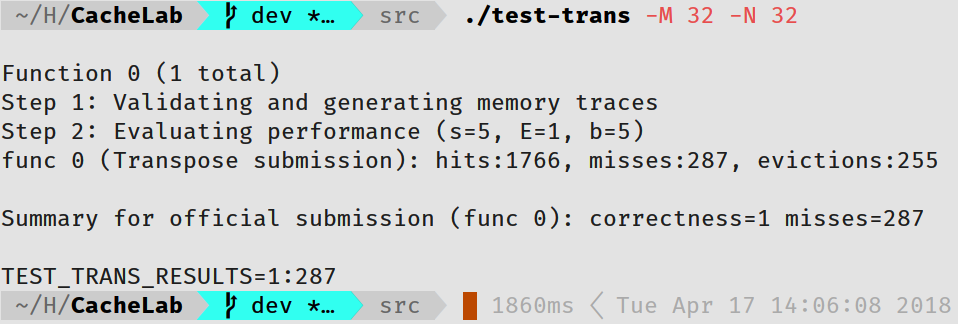 ~/H/CacheLab dev *… src ./test-trans -M 32 -N 32
Function 0 (1 total)
Step 1: Validating and generating memory traces
Step 2: Evaluating performance (s=5, E=1, b=5)
func 0 (Transpose submission): hits:1766, misses:287, evictions:255
Summary for official submission (func 0): correctness=1 misses=287
TEST_TRANS_RESULTS=1:287
~/H/CacheLab dev *… src 1860ms Tue Apr 17 14:06:08 2018